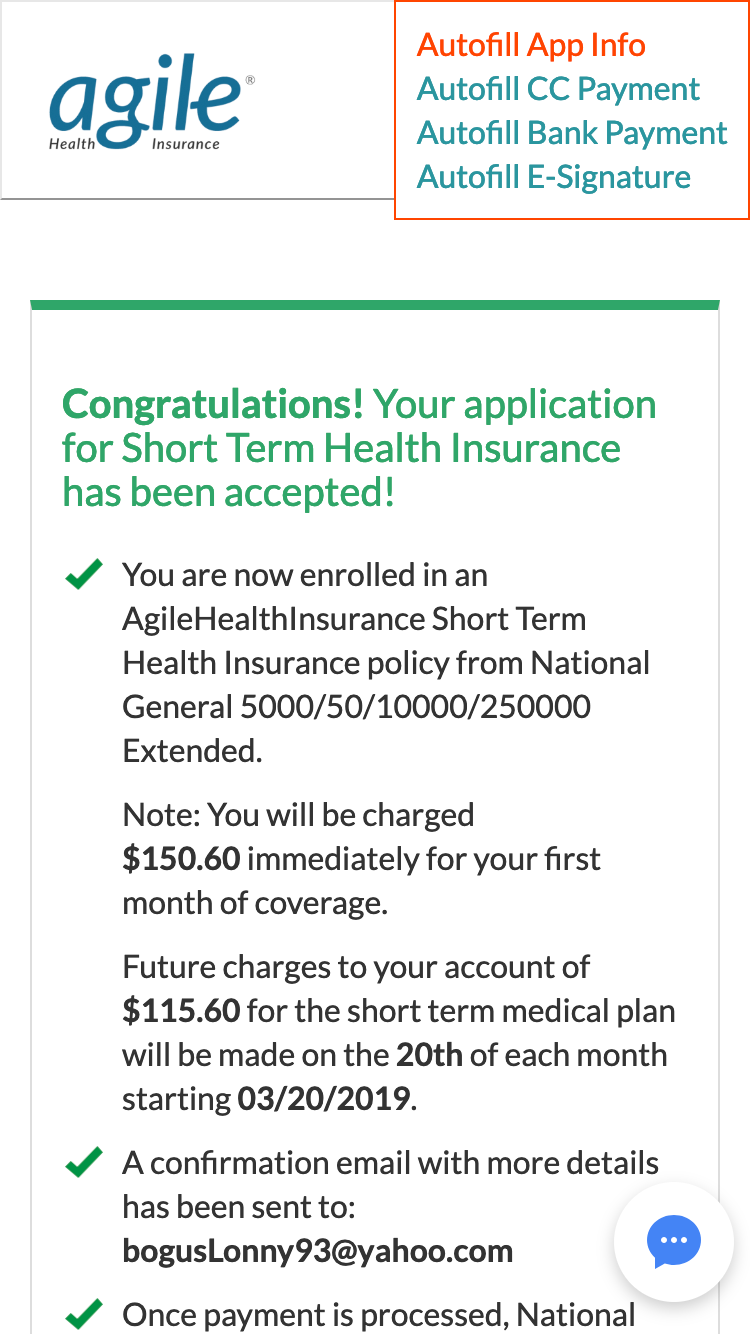 agile®
Health Insurance
Autofill App Info
Autofill CC Payment
Autofill Bank Payment
Autofill E-Signature
Congratulations! Your application
for Short Term Health Insurance
has been accepted!
You are now enrolled in an
AgileHealthInsurance Short Term
Health Insurance policy from National
General 5000/50/10000/250000
Extended.
Note: You will be charged
$150.60 immediately for your first
month of coverage.
Future charges to your account of
$115.60 for the short term medical plan
will be made on the 20th of each month
starting 03/20/2019.
A confirmation email with more details
has been sent to:
bogusLonny93@yahoo.com
Once payment is processed, National